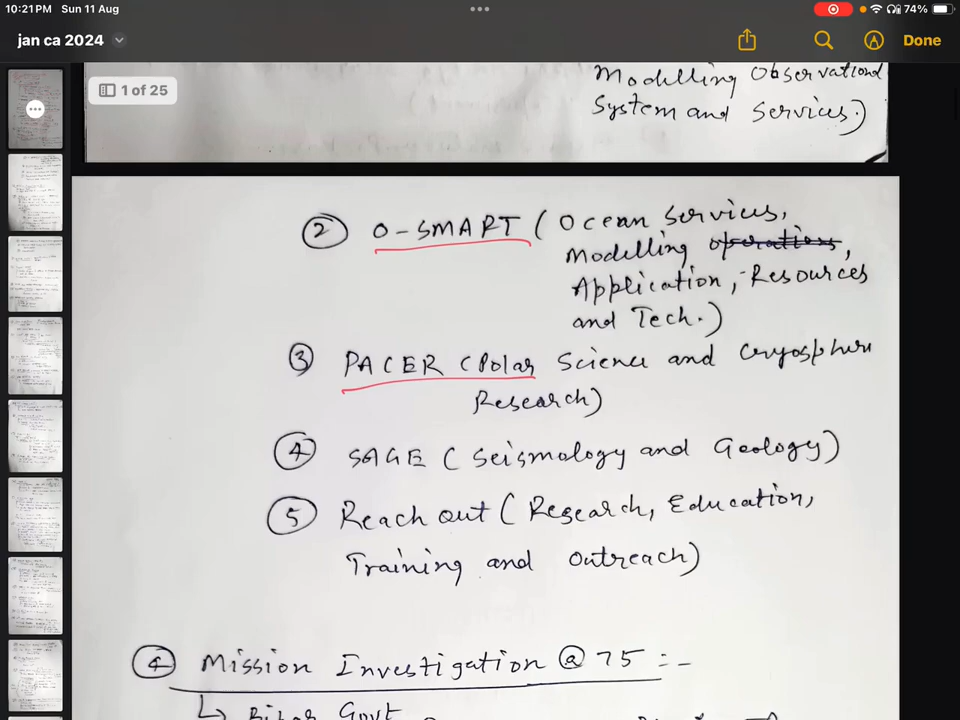 10:21 PM Sun 11 Aug
74%
jan ca 2024
Done
1 of 25
Modelling Observational
System and Services.)
② O-SMART (Ocean Services,
Modelling operations,
Application, Resources
and Tech.)
③ PACER (Polar Science and Cryosphere
Research)
④ SAGE (Seismology and Geology)
⑤ Reach out (Research, Education,
Training and Outreach)
④ Mission Investigation @ 75 :-
↳ Bihar Govt